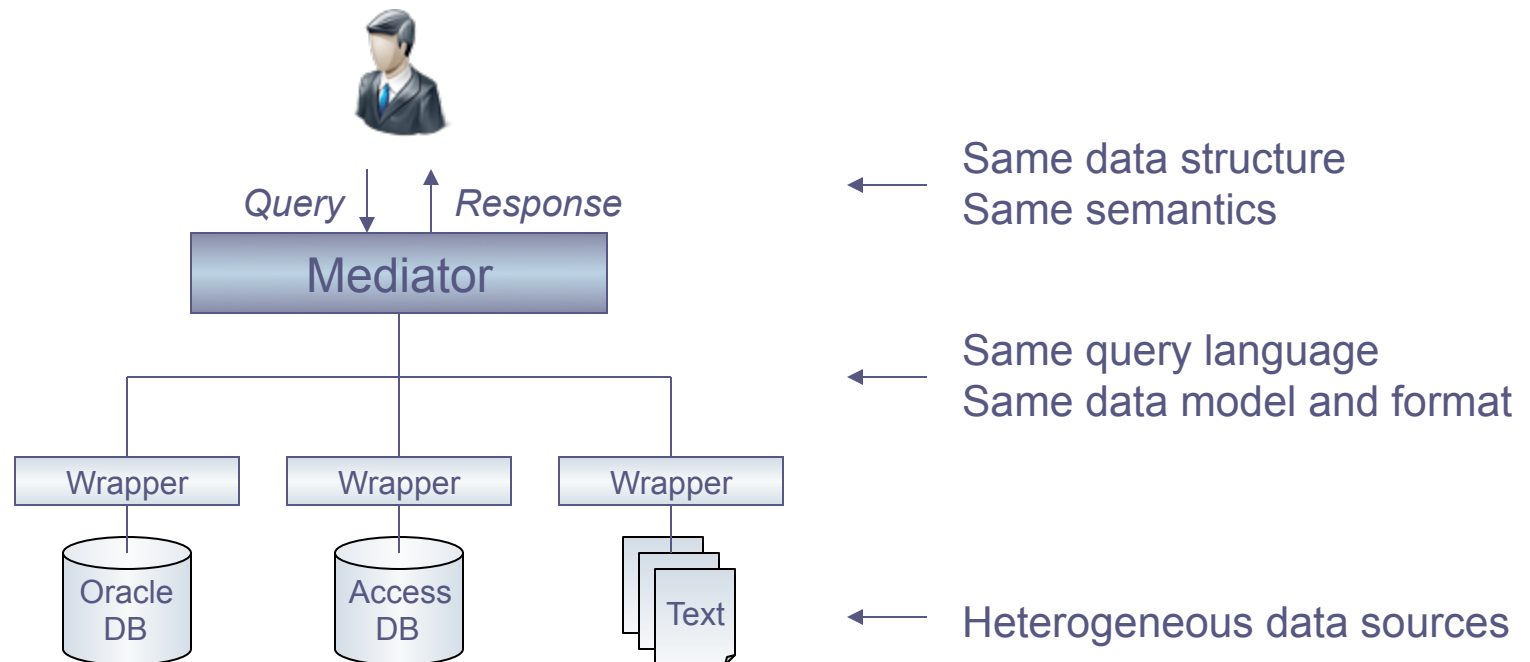 Same data structure
Same semantics
Query
Response
Mediator
Same query language
Same data model and format
Wrapper
Wrapper
Wrapper
Oracle
DB
Access
DB
Text
Heterogeneous data sources